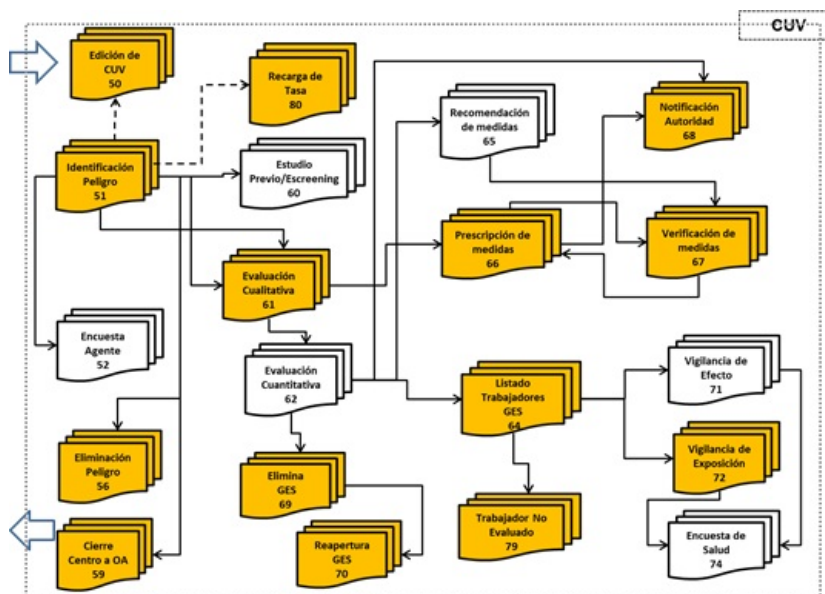 CUV
Edición de
CUV
50
Recarga de
Tasa
80
Recomendación
de medidas
65
Notificación
Autoridad
68
Identificación
Peligro
51
Estudio
Previo/Escreening
60
Prescripción de
medidas
66
Verificación de
medidas
67
Evaluación
Cualitativa
61
Encuesta
Agente
52
Evaluación
Cuantitativa
62
Listado
Trabajadores
GES
64
Vigilancia de
Efecto
71
Eliminación
Peligro
56
Elimina
GES
69
Vigilancia de
Exposición
72
Cierre
Centro a OA
59
Reapertura
GES
70
Trabajador No
Evaluado
79
Encuesta de
Salud
74